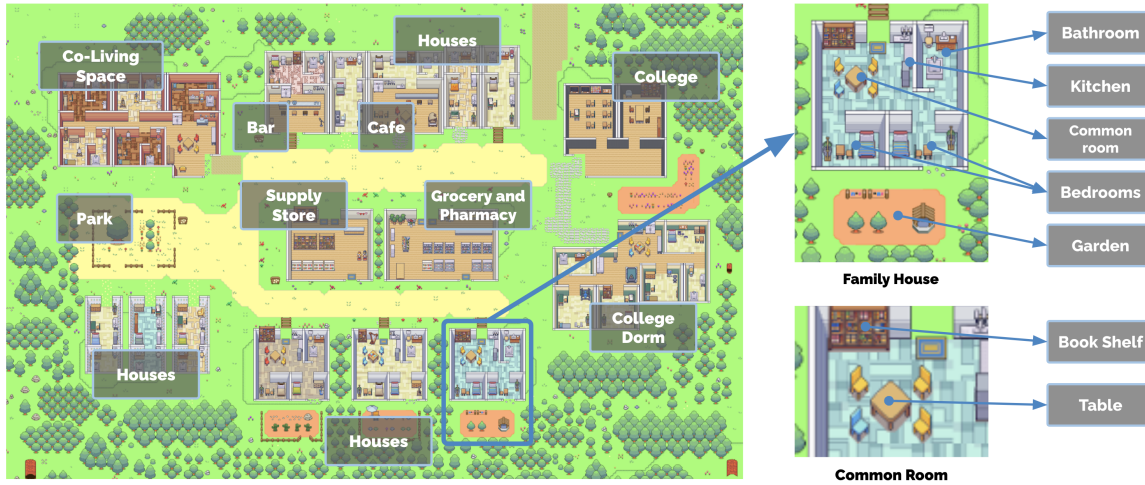 Co-Living
Space
Houses
College
Bar
Cafe
Park
Supply
Store
Grocery and
Pharmacy
College
Dorm
Houses
Houses
Bathroom
Kitchen
Common
room
Bedrooms
Garden
Family House
Book Shelf
Table
Common Room